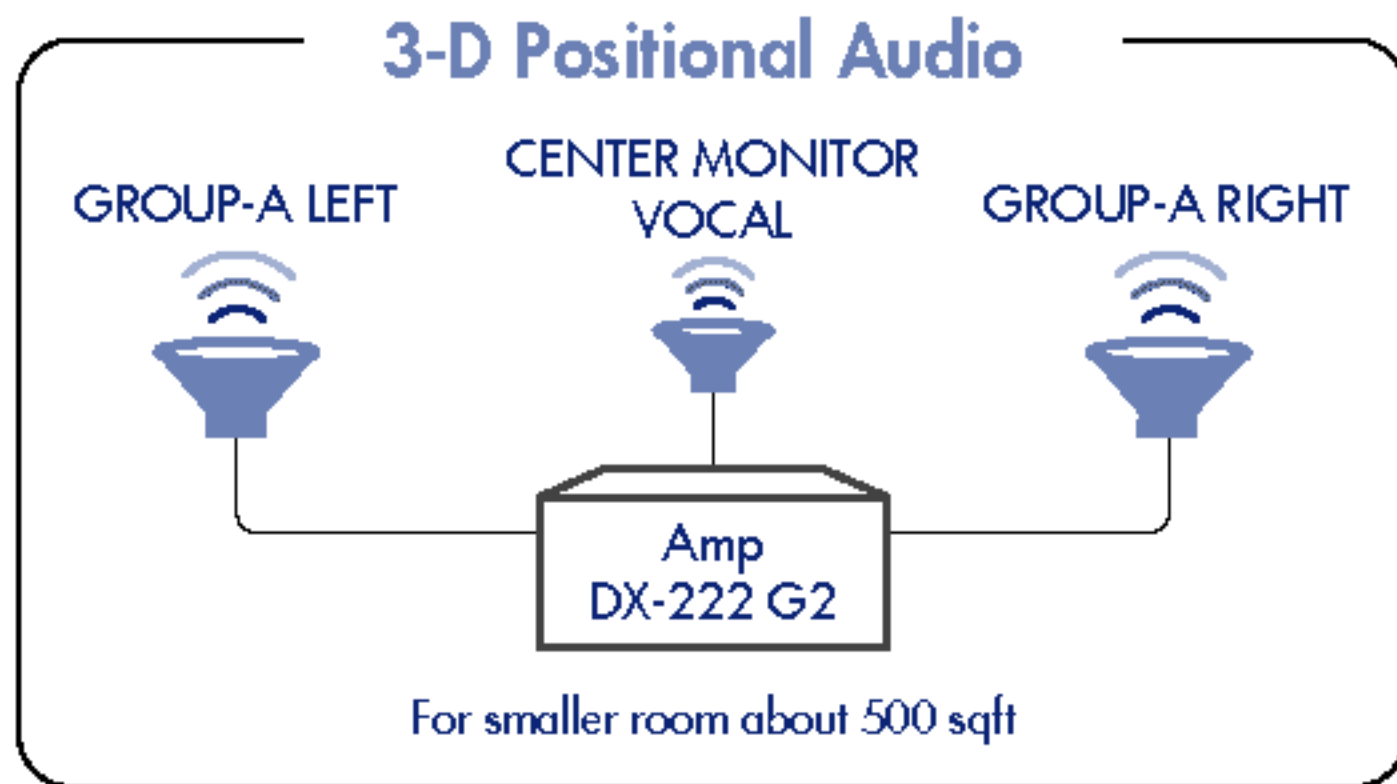 3-D Positional Audio
CENTER MONITOR
VOCAL
GROUP-A LEFT
GROUP-A RIGHT
Amp
DX-222 G2
For smaller room about 500 sqft